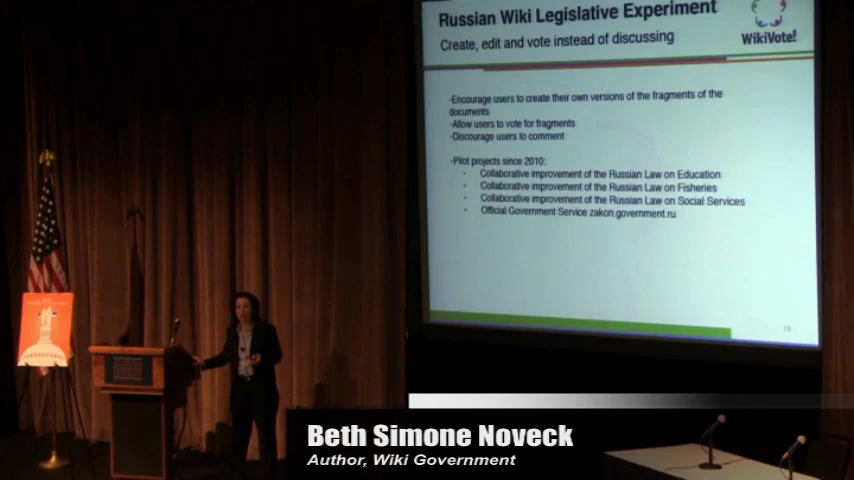 Russian Wiki Legislative Experiment
Create, edit and vote instead of discussing
WikiVote!
·Encourage users to create their own versions of the fragments of the
documents
·Allow users to vote for fragments
·Discourage users to comment
·Pilot projects since 2010:
• Collaborative improvement of the Russian Law on Education
• Collaborative improvement of the Russian Law on Fisheries
• Collaborative improvement of the Russian Law on Social Services
• Official Government Service zakon.government.ru
Beth Simone Noveck
Author, Wiki Government